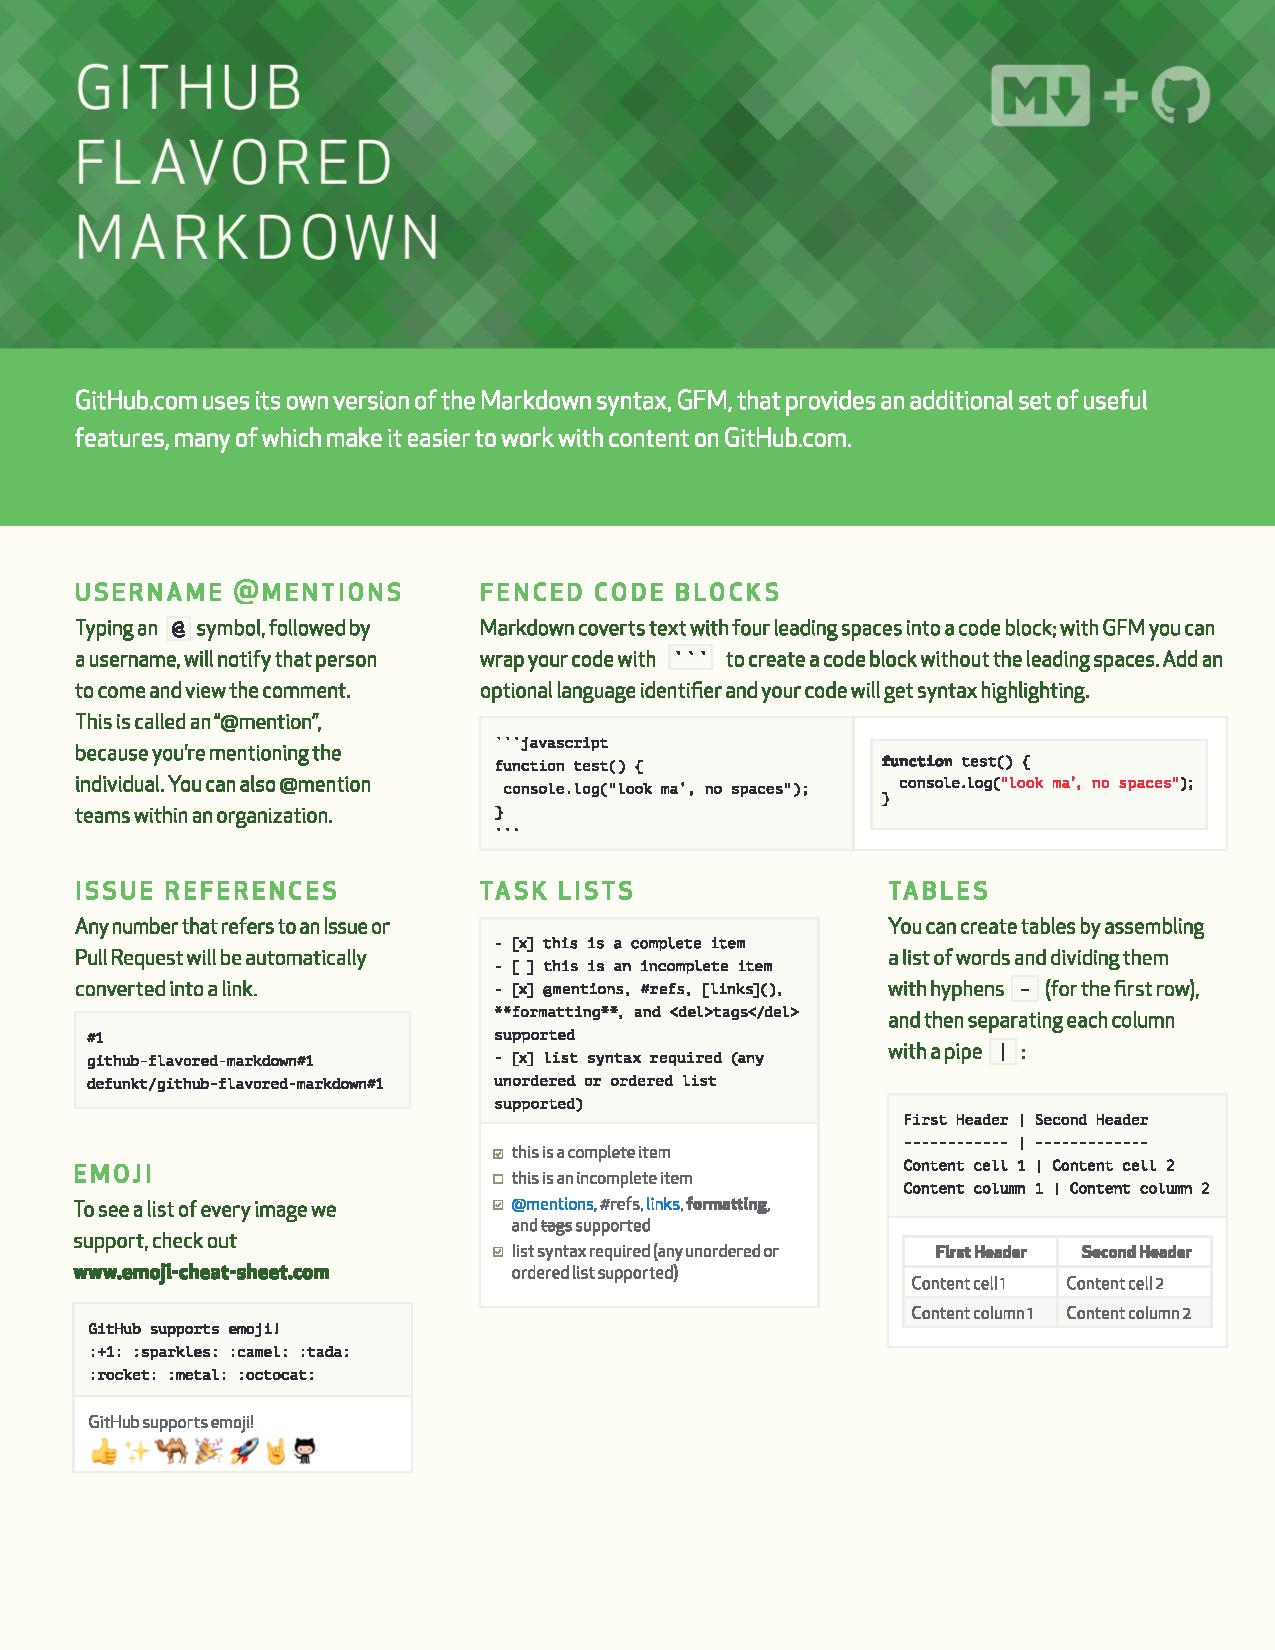 GITHUB
FLAVORED
MARKDOWN
M
GitHub.com uses its own version of the Markdown syntax, GFM, that provides an additional set of useful
features, many of which make it easier to work with content on GitHub.com.
USERNAME @MENTIONS
Typing an @ symbol, followed by
a username, will notify that person
to come and view the comment.
This is called an “@mention”,
because you’re mentioning the
individual. You can also @mention
teams within an organization.
FENCED CODE BLOCKS
Markdown coverts text with four leading spaces into a code block; with GFM you can
wrap your code with ``` to create a code block without the leading spaces. Add an
optional language identifier and your code will get syntax highlighting.
```javascript
function test() {
 console.log("look ma’, no spaces");
}
```
function test() {
  console.log("look ma’, no spaces");
}
ISSUE REFERENCES
Any number that refers to an Issue or
Pull Request will be automatically
converted into a link.
#1
github-flavored-markdown#1
defunkt/github-flavored-markdown#1
EMOJI
To see a list of every image we
support, check out
www.emoji-cheat-sheet.com
GitHub supports emoji!
:+1: :sparkles: :camel: :tada:
:rocket: :metal: :octocat:
GitHub supports emoji!
TASK LISTS
- [x] this is a complete item
- [ ] this is an incomplete item
- [x] @mentions, #refs, [links](),
**formatting**, and <del>tags</del>
supported
- [x] list syntax required (any
unordered or ordered list
supported)
this is a complete item
this is an incomplete item
@mentions, #refs, links, formatting,
and tags supported
list syntax required (any unordered or
ordered list supported)
TABLES
You can create tables by assembling
a list of words and dividing them
with hyphens - (for the first row),
and then separating each column
with a pipe | :
First Header | Second Header
------------ | -------------
Content cell 1 | Content cell 2
Content column 1 | Content column 2
First Header Second Header
Content cell 1 Content cell 2
Content column 1 Content column 2